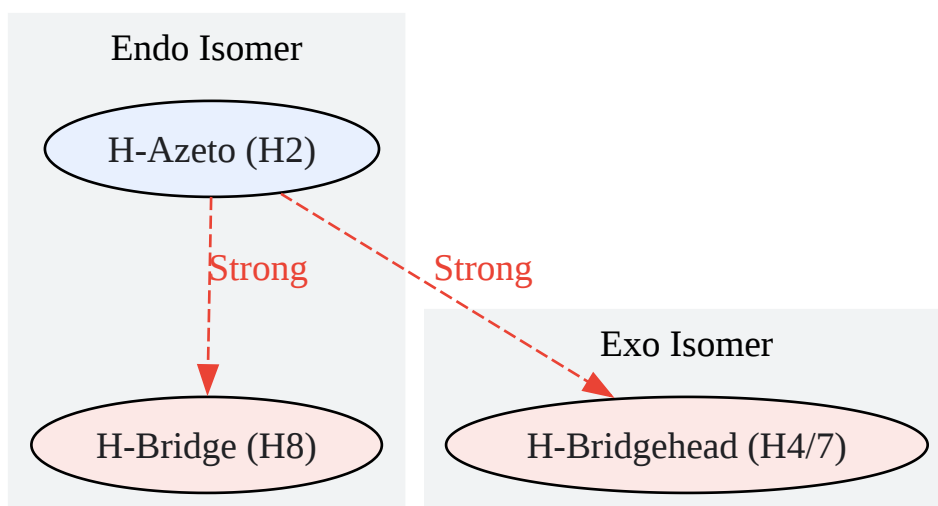 Endo Isomer
H-Azeto (H2)
Strong
Strong
Exo Isomer
H-Bridge (H8)
H-Bridgehead (H4/7)